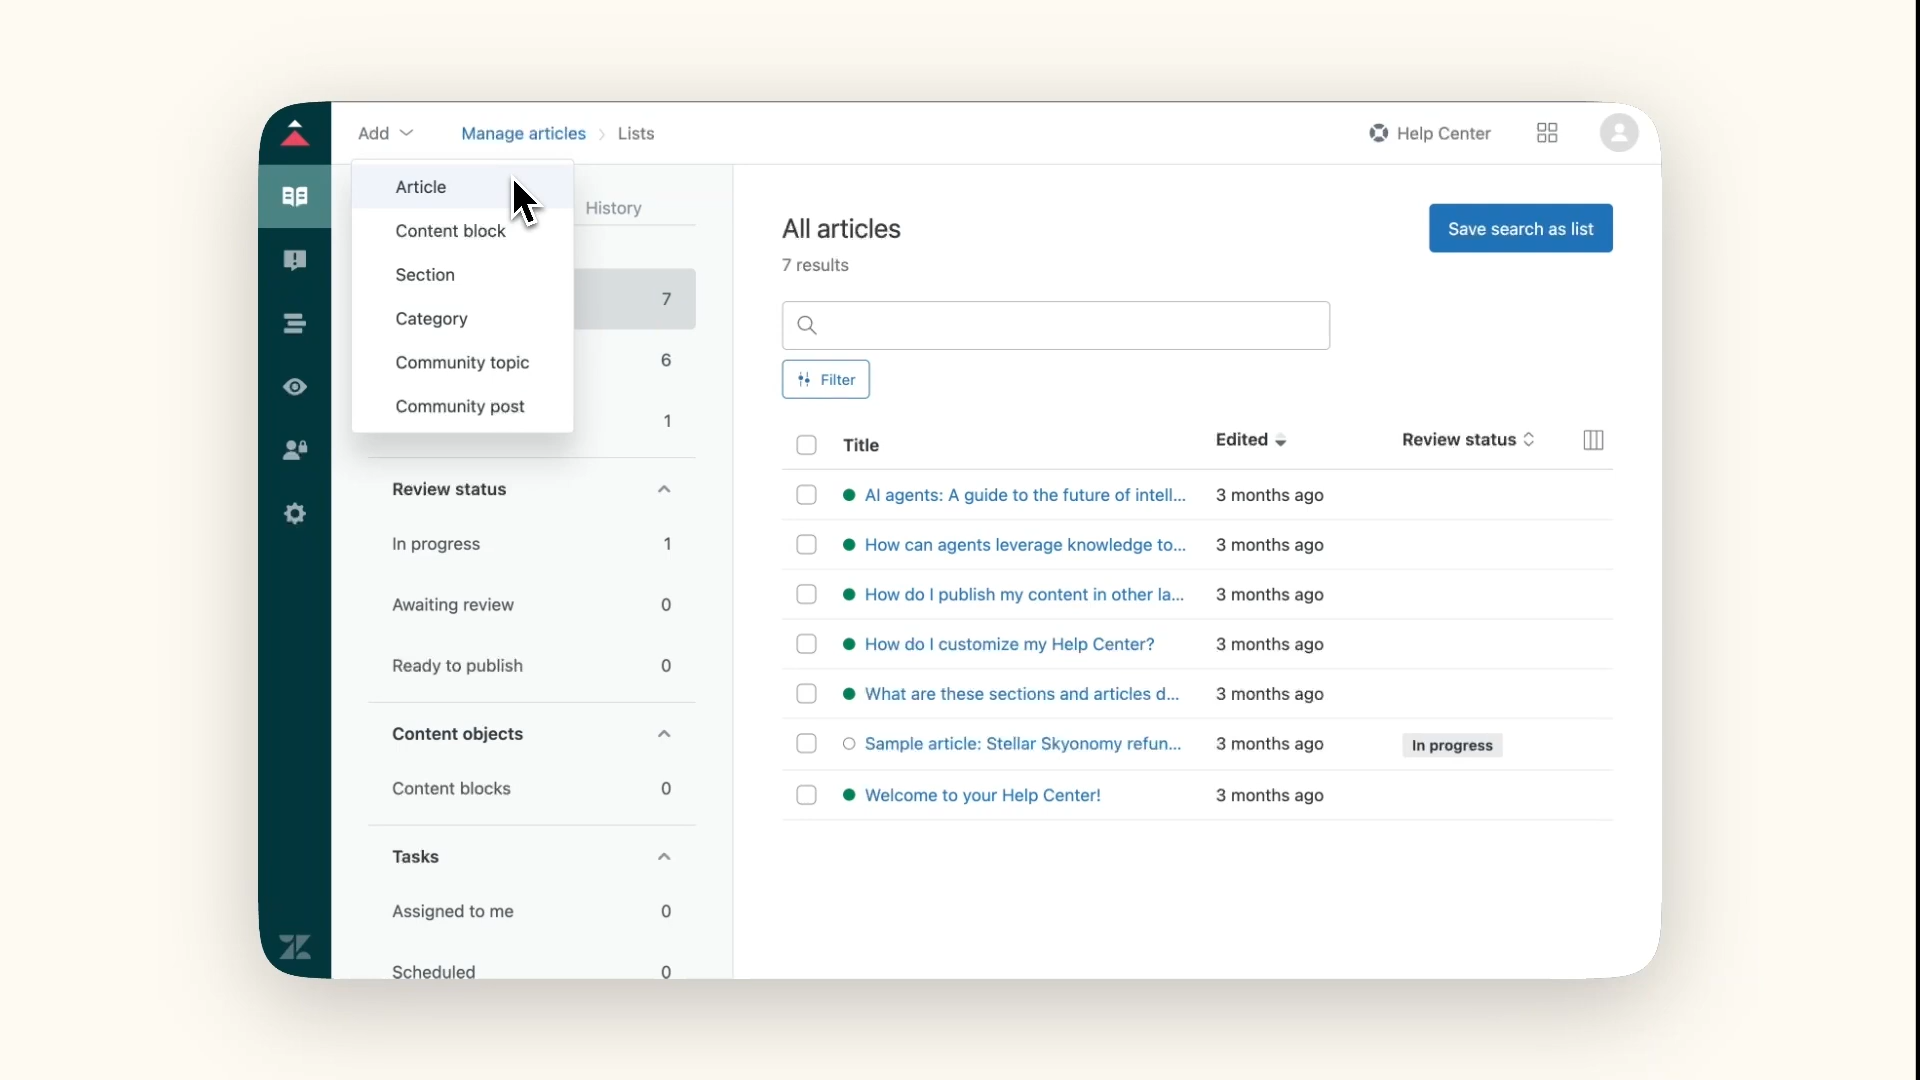 Add
Manage articles
Lists
Help Center
Article
Content block
Section
Category
Community topic
Community post
History
7
6
1
Review status
In progress 1
Awaiting review 0
Ready to publish 0
Content objects
Content blocks 0
Tasks
Assigned to me 0
Scheduled 0
All articles
7 results
Save search as list
Filter
Title Edited Review status
AI agents: A guide to the future of intell... 3 months ago
How can agents leverage knowledge to... 3 months ago
How do I publish my content in other la... 3 months ago
How do I customize my Help Center? 3 months ago
What are these sections and articles d... 3 months ago
Sample article: Stellar Skyonomy refun... 3 months ago In progress
Welcome to your Help Center! 3 months ago